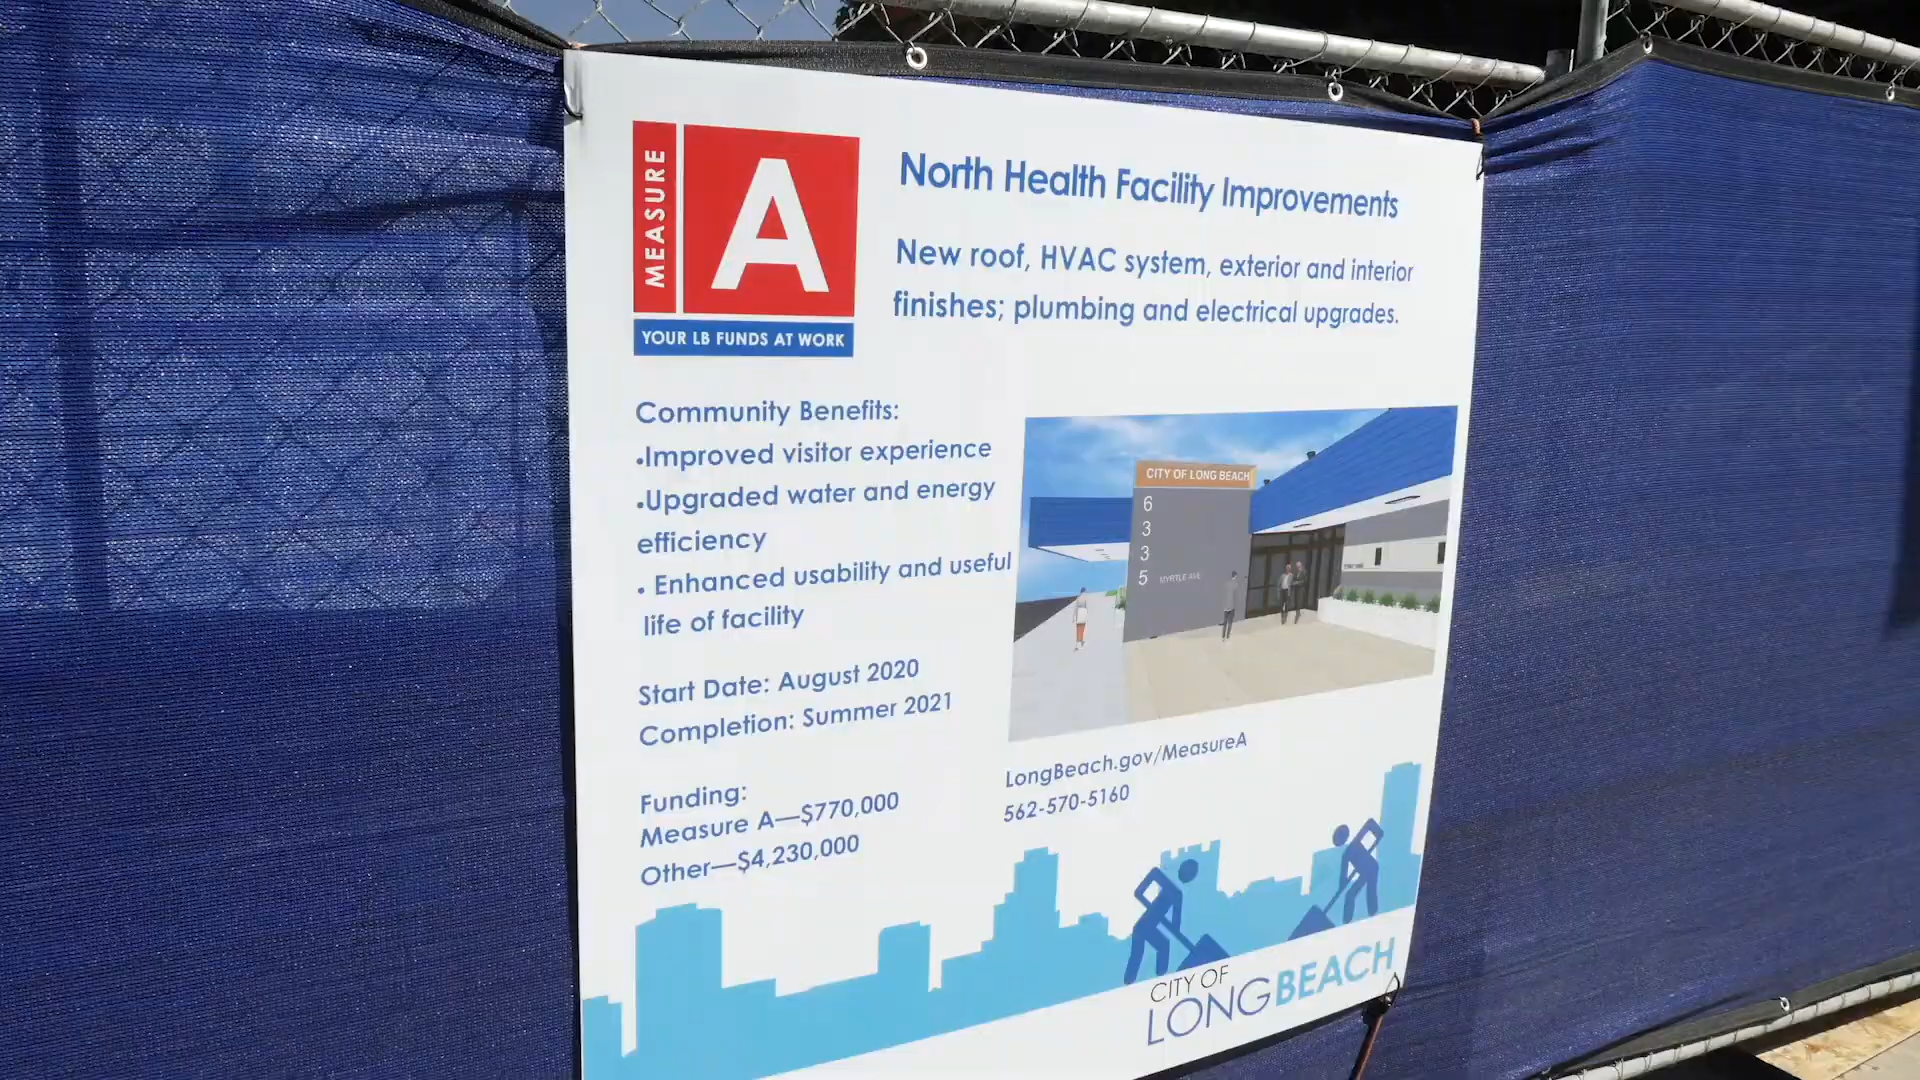 MEASURE
A
YOUR LB FUNDS AT WORK
North Health Facility Improvements
New roof, HVAC system, exterior and interior
finishes; plumbing and electrical upgrades.
Community Benefits:
•Improved visitor experience
•Upgraded water and energy
efficiency
• Enhanced usability and useful
life of facility
Start Date: August 2020
Completion: Summer 2021
Funding:
Measure A—$770,000
Other—$4,230,000
CITY OF LONG BEACH
6
3
3
5 MYRTLE AVE
LongBeach.gov/MeasureA
562-570-5160
CITY OF
LONGBEACH